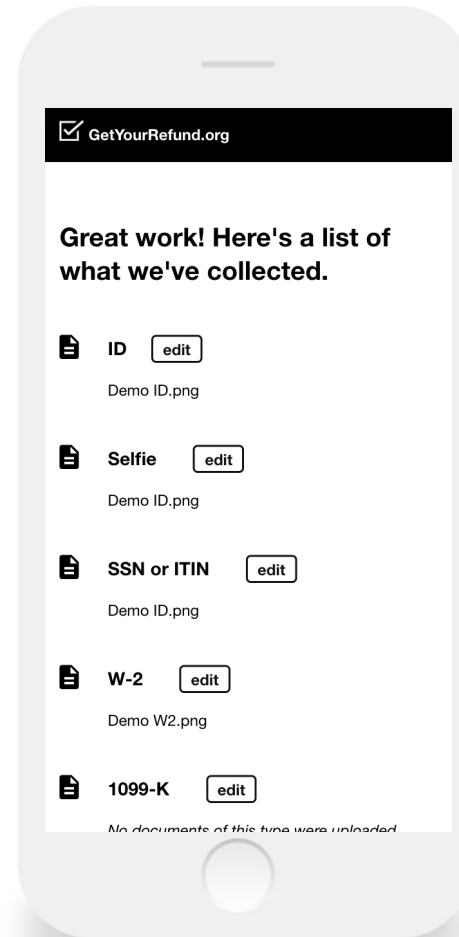 GetYourRefund.org
Great work! Here's a list of
what we've collected.
ID edit
Demo ID.png
Selfie edit
Demo ID.png
SSN or ITIN edit
Demo ID.png
W-2 edit
Demo W2.png
1099-K edit
No documents of this type were uploaded